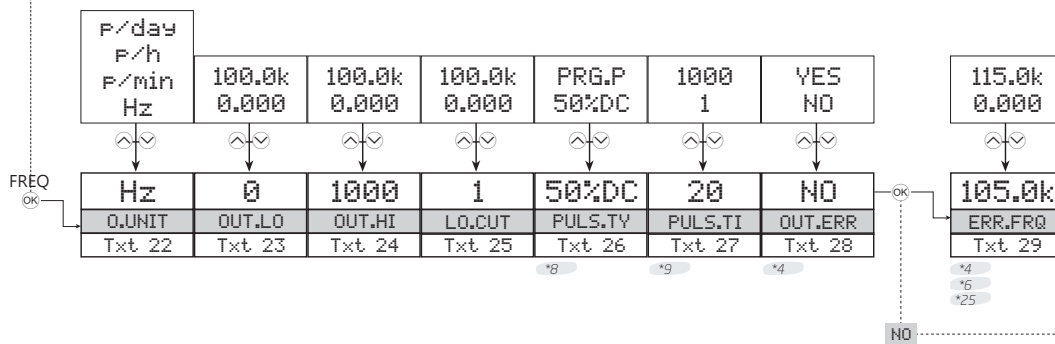 p/day
p/h
p/min
Hz
100.0k
0.000
100.0k
0.000
100.0k
0.000
PRG.P
50%DC
1000
1
YES
NO
115.0k
0.000
FREQ
OK
Hz
0
1000
1
50%DC
20
NO
OK
105.0k
O.UNIT
OUT.LO
OUT.HI
LO.CUT
PULS.TY
PULS.TI
OUT.ERR
ERR.FRQ
Txt 22
Txt 23
Txt 24
Txt 25
Txt 26
Txt 27
Txt 28
Txt 29
*8
*9
*4
*4
*6
*25
NO